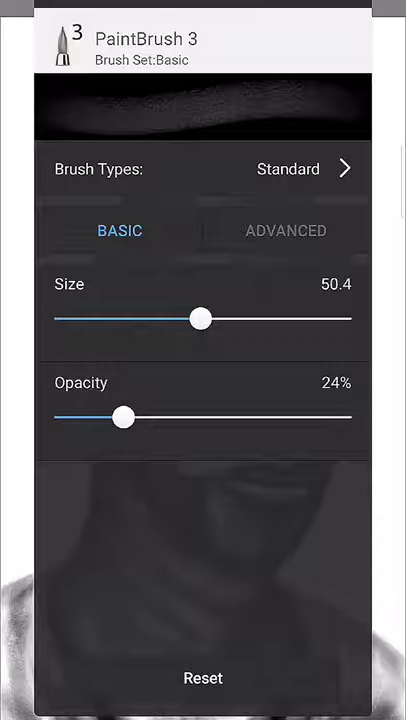 3
PaintBrush 3
Brush Set:Basic
Brush Types: Standard
BASIC ADVANCED
Size 50.4
Opacity 24%
Reset